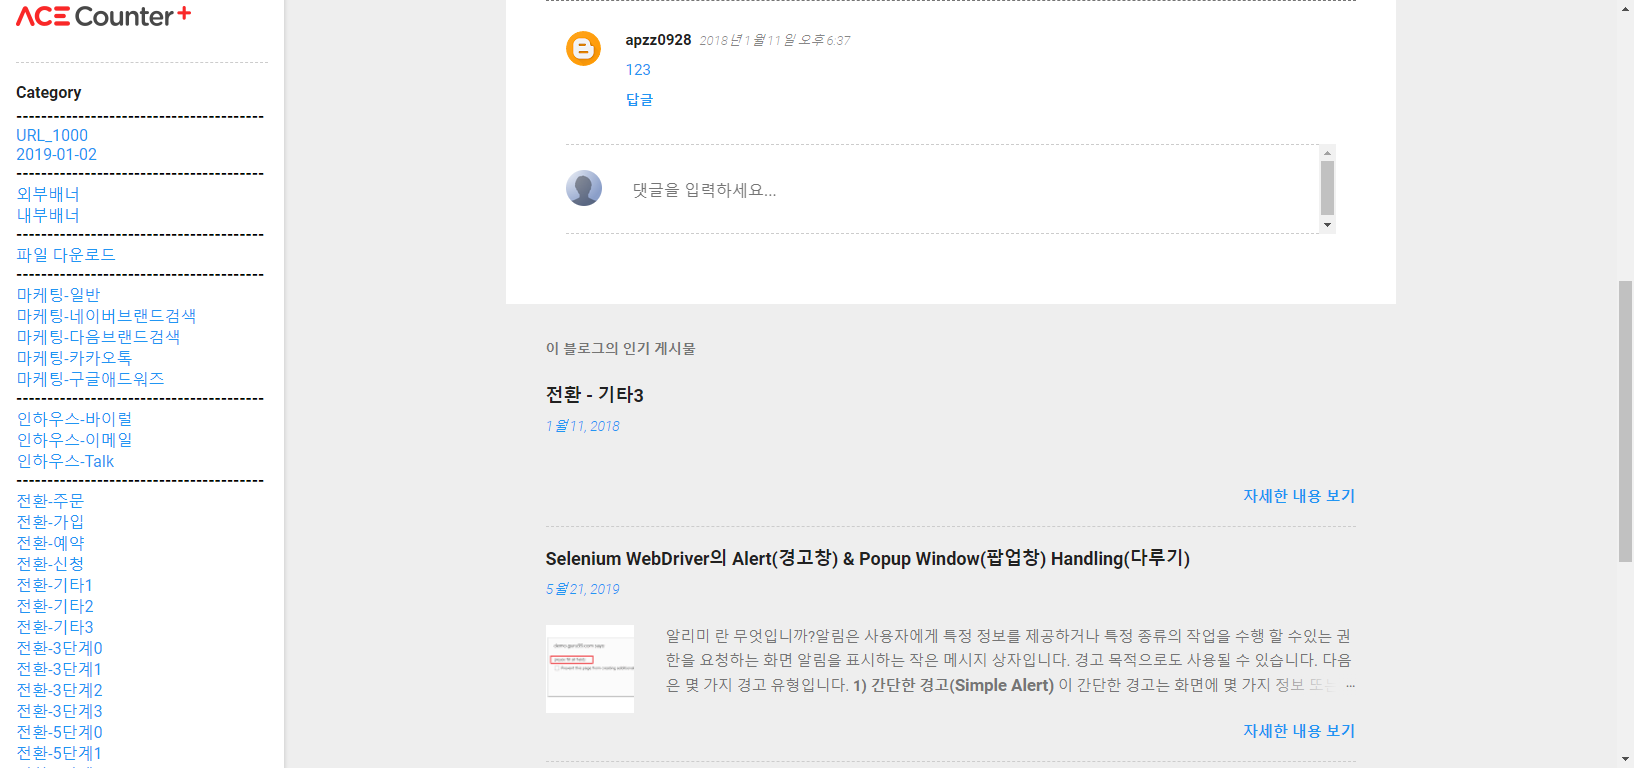 ACE Counter+
Category
----------------------------------------
URL_1000
2019-01-02
----------------------------------------
외부배너
내부배너
----------------------------------------
파일 다운로드
----------------------------------------
마케팅-일반
마케팅-네이버브랜드검색
마케팅-다음브랜드검색
마케팅-카카오톡
마케팅-구글애드워즈
----------------------------------------
인하우스-바이럴
인하우스-이메일
인하우스-Talk
----------------------------------------
전환-주문
전환-가입
전환-예약
전환-신청
전환-기타1
전환-기타2
전환-기타3
전환-3단계0
전환-3단계1
전환-3단계2
전환-3단계3
전환-5단계0
전환-5단계1
apzz0928 2018년 1월 11일 오후 6:37
123
답글
댓글을 입력하세요...
이 블로그의 인기 게시물
전환 - 기타3
1월 11, 2018
자세한 내용 보기
Selenium WebDriver의 Alert(경고창) & Popup Window(팝업창) Handling(다루기)
5월 21, 2019
demo.guru99.com says
알리미 란 무엇입니까?알림은 사용자에게 특정 정보를 제공하거나 특정 종류의 작업을 수행 할 수있는 권
한을 요청하는 화면 알림을 표시하는 작은 메시지 상자입니다. 경고 목적으로도 사용될 수 있습니다. 다음
은 몇 가지 경고 유형입니다. 1) 간단한 경고(Simple Alert) 이 간단한 경고는 화면에 몇 가지 정보 또는 …
자세한 내용 보기